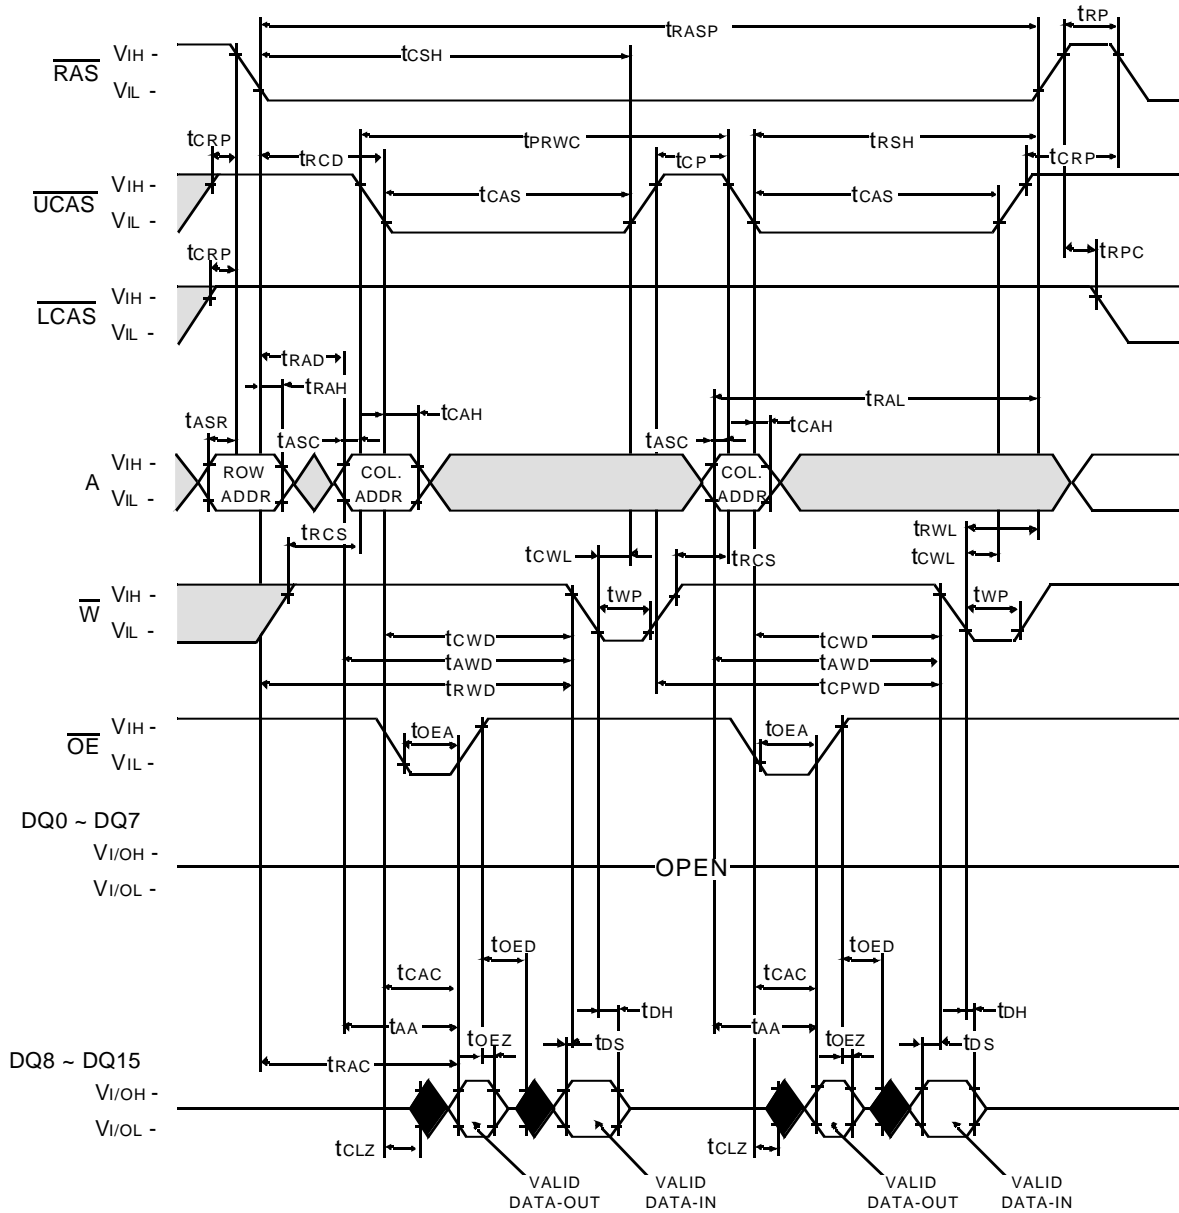 tRP
tRASP
tCSH
RAS
VIH -
VIL -
tCRP
tRCD
tPRWC
tCP
tRSH
tCRP
UCAS
VIH -
VIL -
tCAS
tCAS
tCRP
tRPC
LCAS
VIH -
VIL -
tRAD
tRAH
tRAL
tASR
tASC
tCAH
tASC
tCAH
A
VIH -
VIL -
ROW
ADDR
COL.
ADDR
COL.
ADDR
tRCS
tCWL
tRCS
tRWL
tCWL
W
VIH -
VIL -
tWP
tWP
tCWD
tCWD
tAWD
tAWD
tRWD
tCPWD
OE
VIH -
VIL -
tOEA
tOEA
DQ0 ~ DQ7
VI/OH -
VI/OL -
OPEN
tOED
tOED
tCAC
tCAC
tDH
tDH
tAA
tAA
tOEZ
tDS
tOEZ
tDS
tRAC
DQ8 ~ DQ15
VI/OH -
VI/OL -
tCLZ
tCLZ
VALID
DATA-OUT
VALID
DATA-IN
VALID
DATA-OUT
VALID
DATA-IN